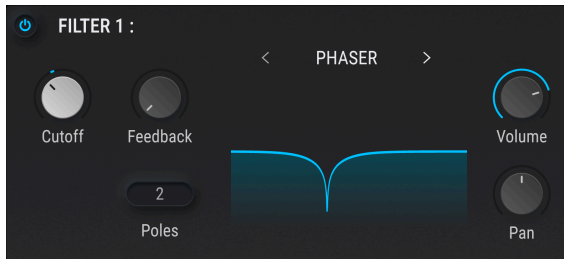 FILTER 1 :
< PHASER >
Cutoff
Feedback
Volume
2
Poles
Pan